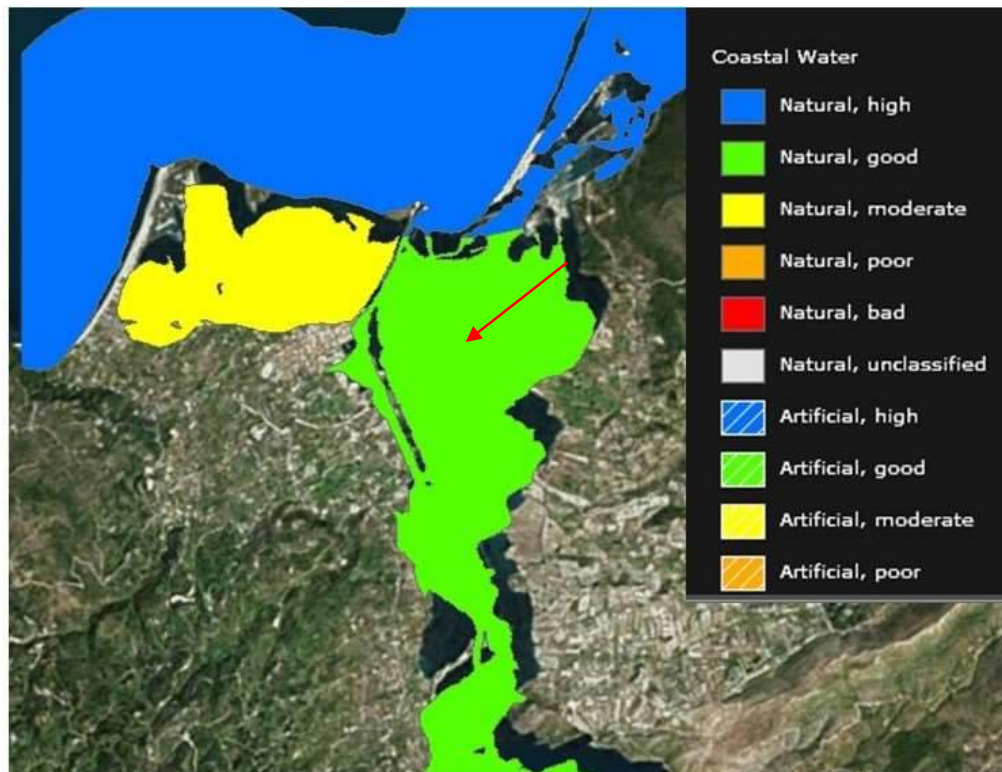 Coastal Water
Natural, high
Natural, good
Natural, moderate
Natural, poor
Natural, bad
Natural, unclassified
Artificial, high
Artificial, good
Artificial, moderate
Artificial, poor